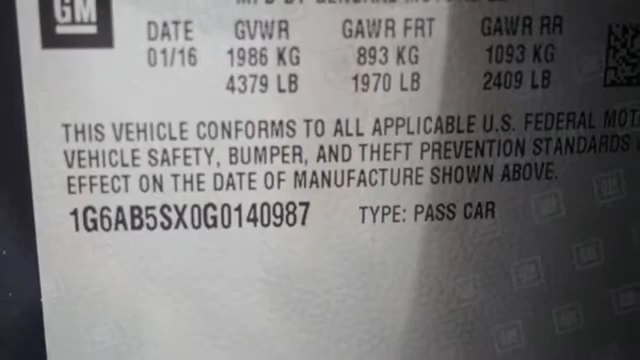 GM
DATE GVWR GAWR FRT GAWR RR
01/16 1986 KG 893 KG 1093 KG
4379 LB 1970 LB 2409 LB
THIS VEHICLE CONFORMS TO ALL APPLICABLE U.S. FEDERAL MOT
VEHICLE SAFETY, BUMPER, AND THEFT PREVENTION STANDARDS
EFFECT ON THE DATE OF MANUFACTURE SHOWN ABOVE.
1G6AB5SX0G0140987 TYPE: PASS CAR